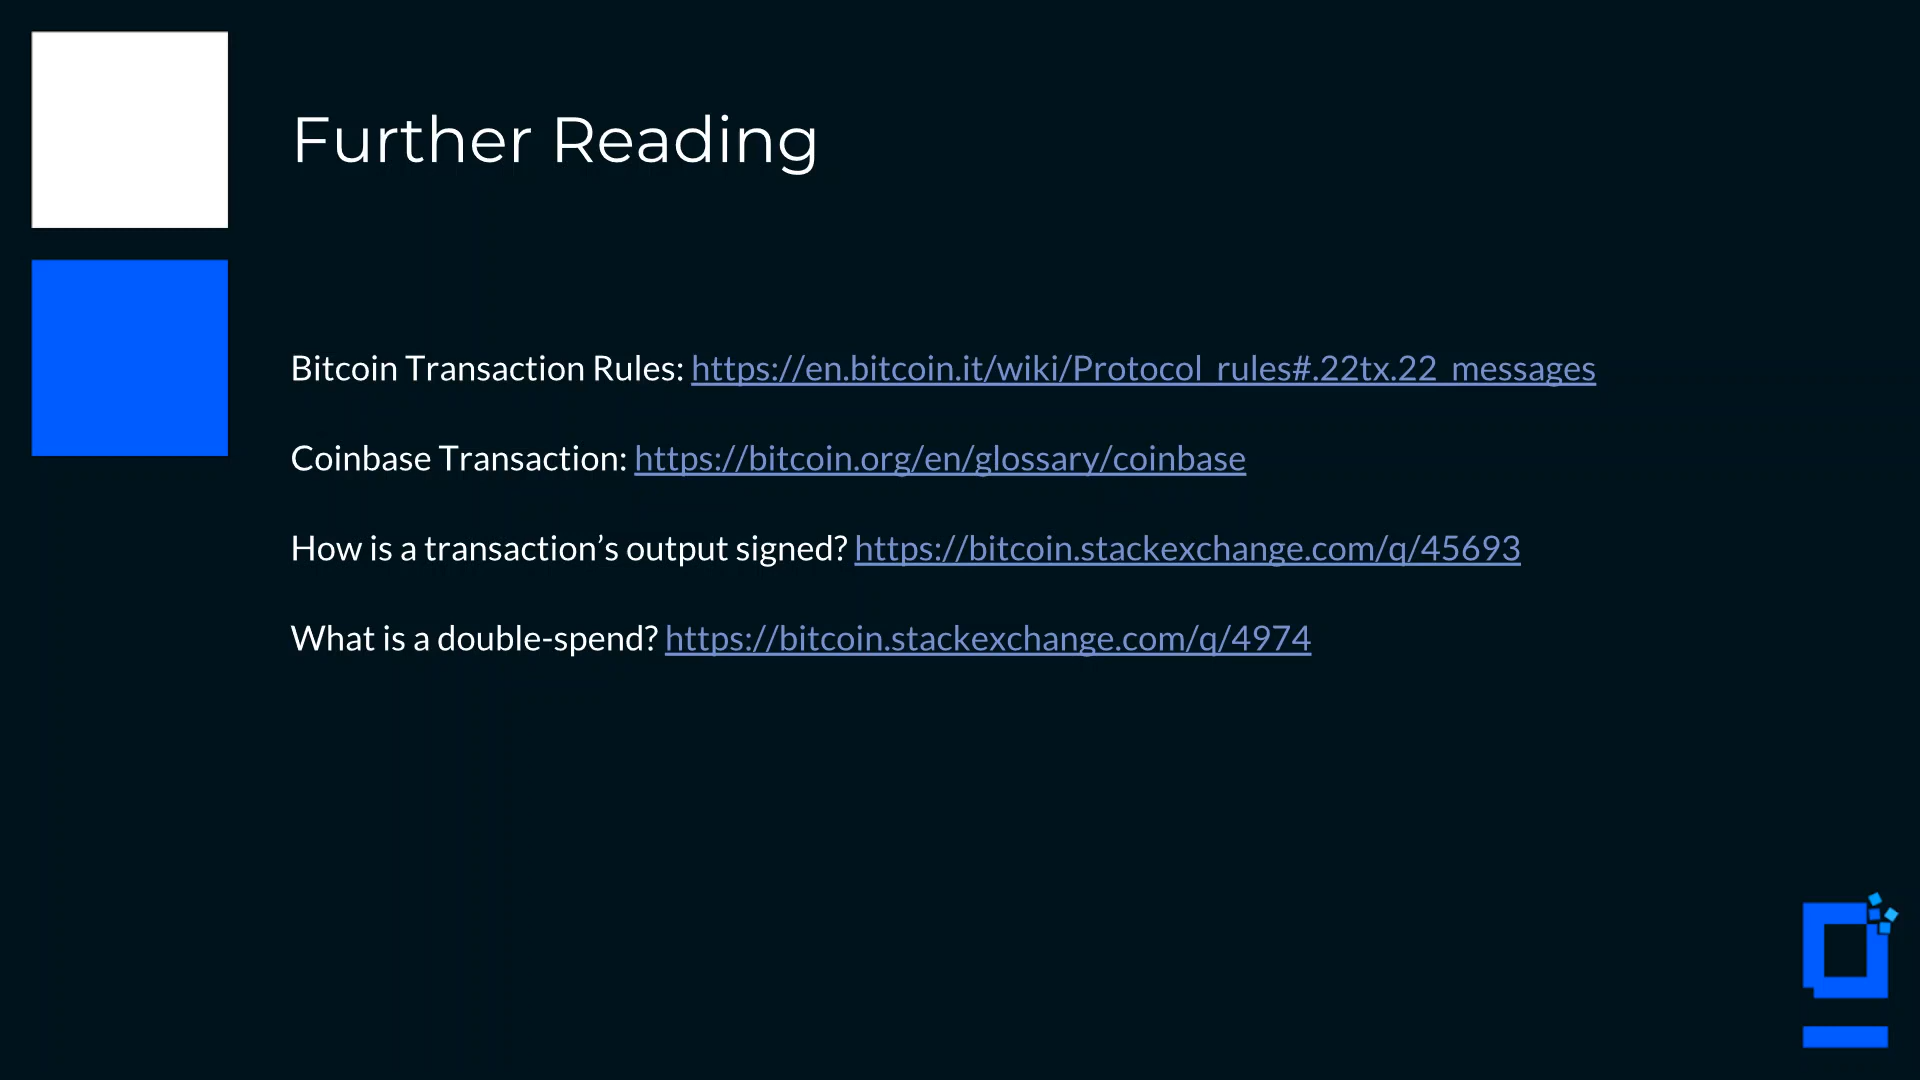 Further Reading
Bitcoin Transaction Rules: https://en.bitcoin.it/wiki/Protocol_rules#.22tx.22_messages
Coinbase Transaction: https://bitcoin.org/en/glossary/coinbase
How is a transaction’s output signed? https://bitcoin.stackexchange.com/q/45693
What is a double-spend? https://bitcoin.stackexchange.com/q/4974